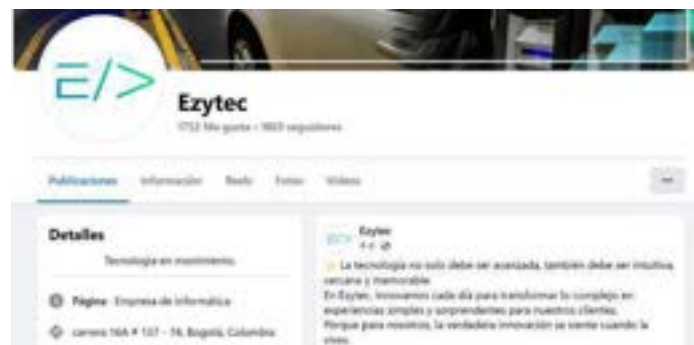 E/>
Ezytec
1752 Me gusta •
seguidores
Publicaciones Información Reels Fotos Videos
Detalles
Tecnología en movimiento.
Página · Empresa de informática
carrera 16A # 137 - 74, Bogotá, Colombia
Ezytec
La tecnología no solo debe ser avanzada, también debe ser intuitiva,
cercana y memorable
En Ezytec, innovamos cada día para transformar lo complejo en
experiencias simples y sorprendentes para nuestros clientes.
Porque para nosotros, la verdadera innovación se siente cuando la
vives.